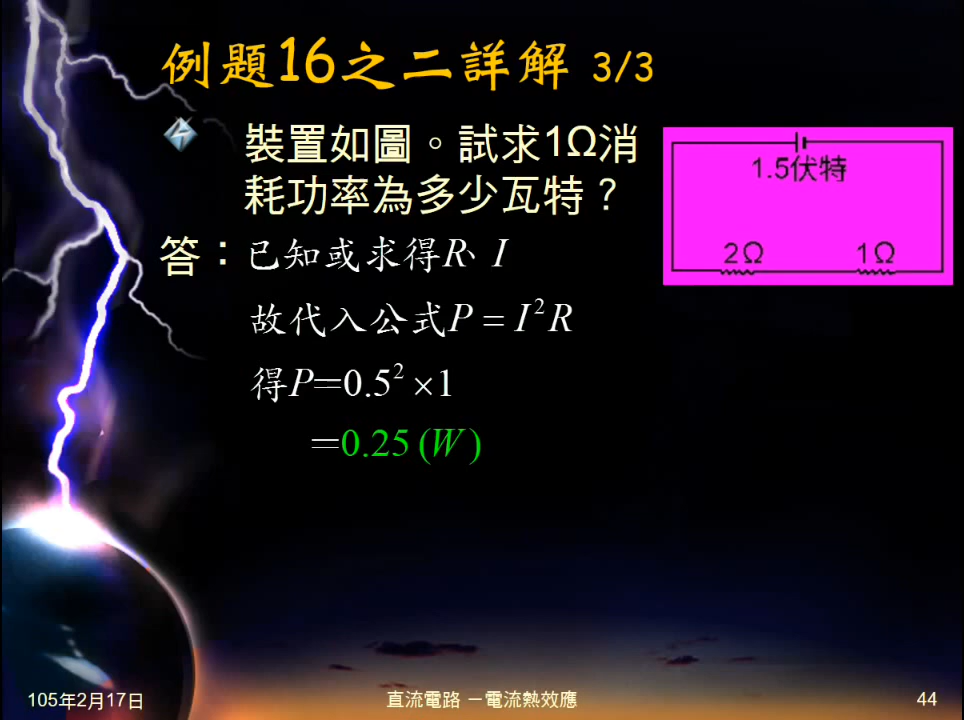 例題16之二詳解 3/3
裝置如圖。試求1Ω消
耗功率為多少瓦特？
1.5伏特
2Ω 1Ω
答：已知或求得R、I
故代入公式P = I²R
得P＝0.5² ×1
＝0.25 (W)
105年2月17日 直流電路 －電流熱效應 44